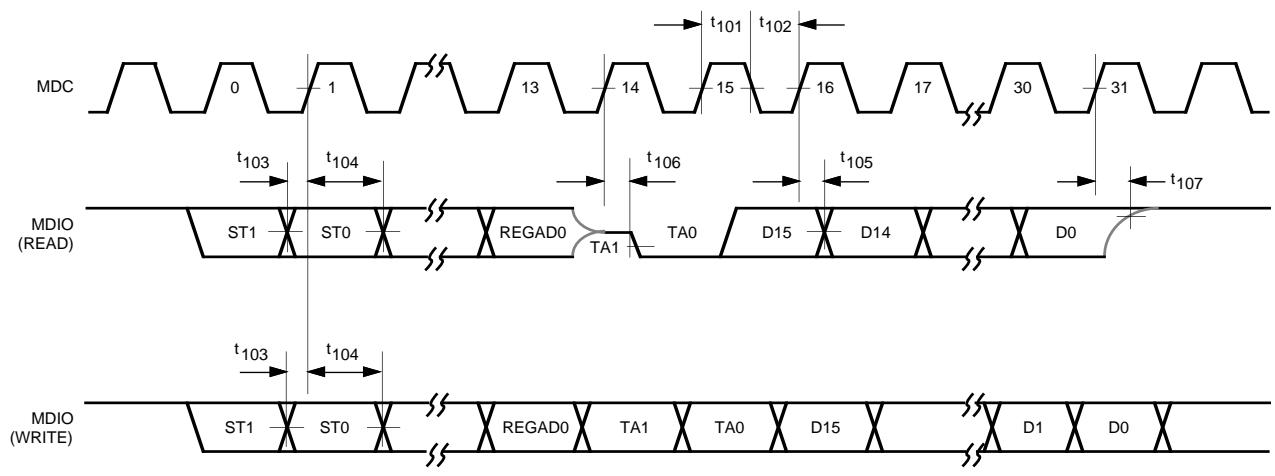 t101 t102
MDC 0 1 13 14 15 16 17 30 31
t103 t104 t106 t105 t107
MDIO
(READ)
ST1 ST0 REGAD0 TA1 TA0 D15 D14 D0
t103 t104
MDIO
(WRITE)
ST1 ST0 REGAD0 TA1 TA0 D15 D1 D0